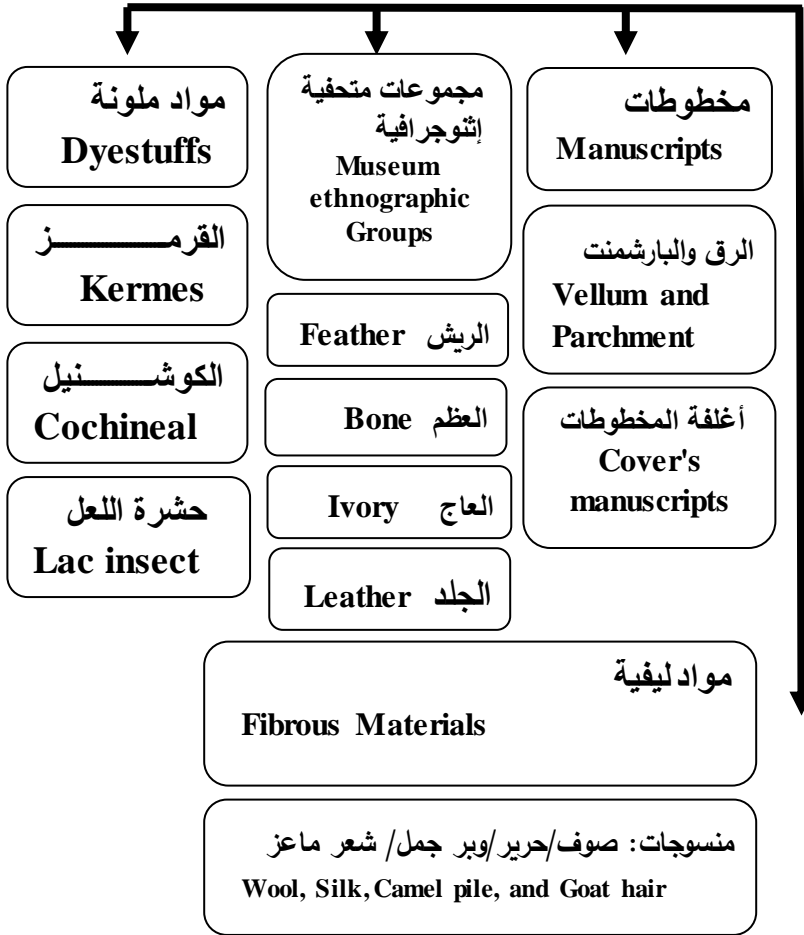 مخطوطات
Manuscripts
الرق والبارشمنت
Vellum and
Parchment
أغلفة المخطوطات
Cover's
manuscripts
مجموعات متحفية
إثنوجرافية
Museum
ethnographic
Groups
الريش Feather
العظم Bone
العاج Ivory
الجلد Leather
مواد ملونة
Dyestuffs
القرمـــــــــز
Kermes
الكوشـــــــنيل
Cochineal
حشرة اللعل
Lac insect
مواد ليفية
Fibrous Materials
منسوجات: صوف/حرير/وبر جمل/ شعر ماعز
Wool, Silk, Camel pile, and Goat hair